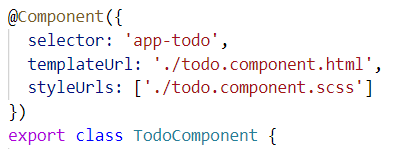 @Component({
  selector: 'app-todo',
  templateUrl: './todo.component.html',
  styleUrls: ['./todo.component.scss']
})
export class TodoComponent {